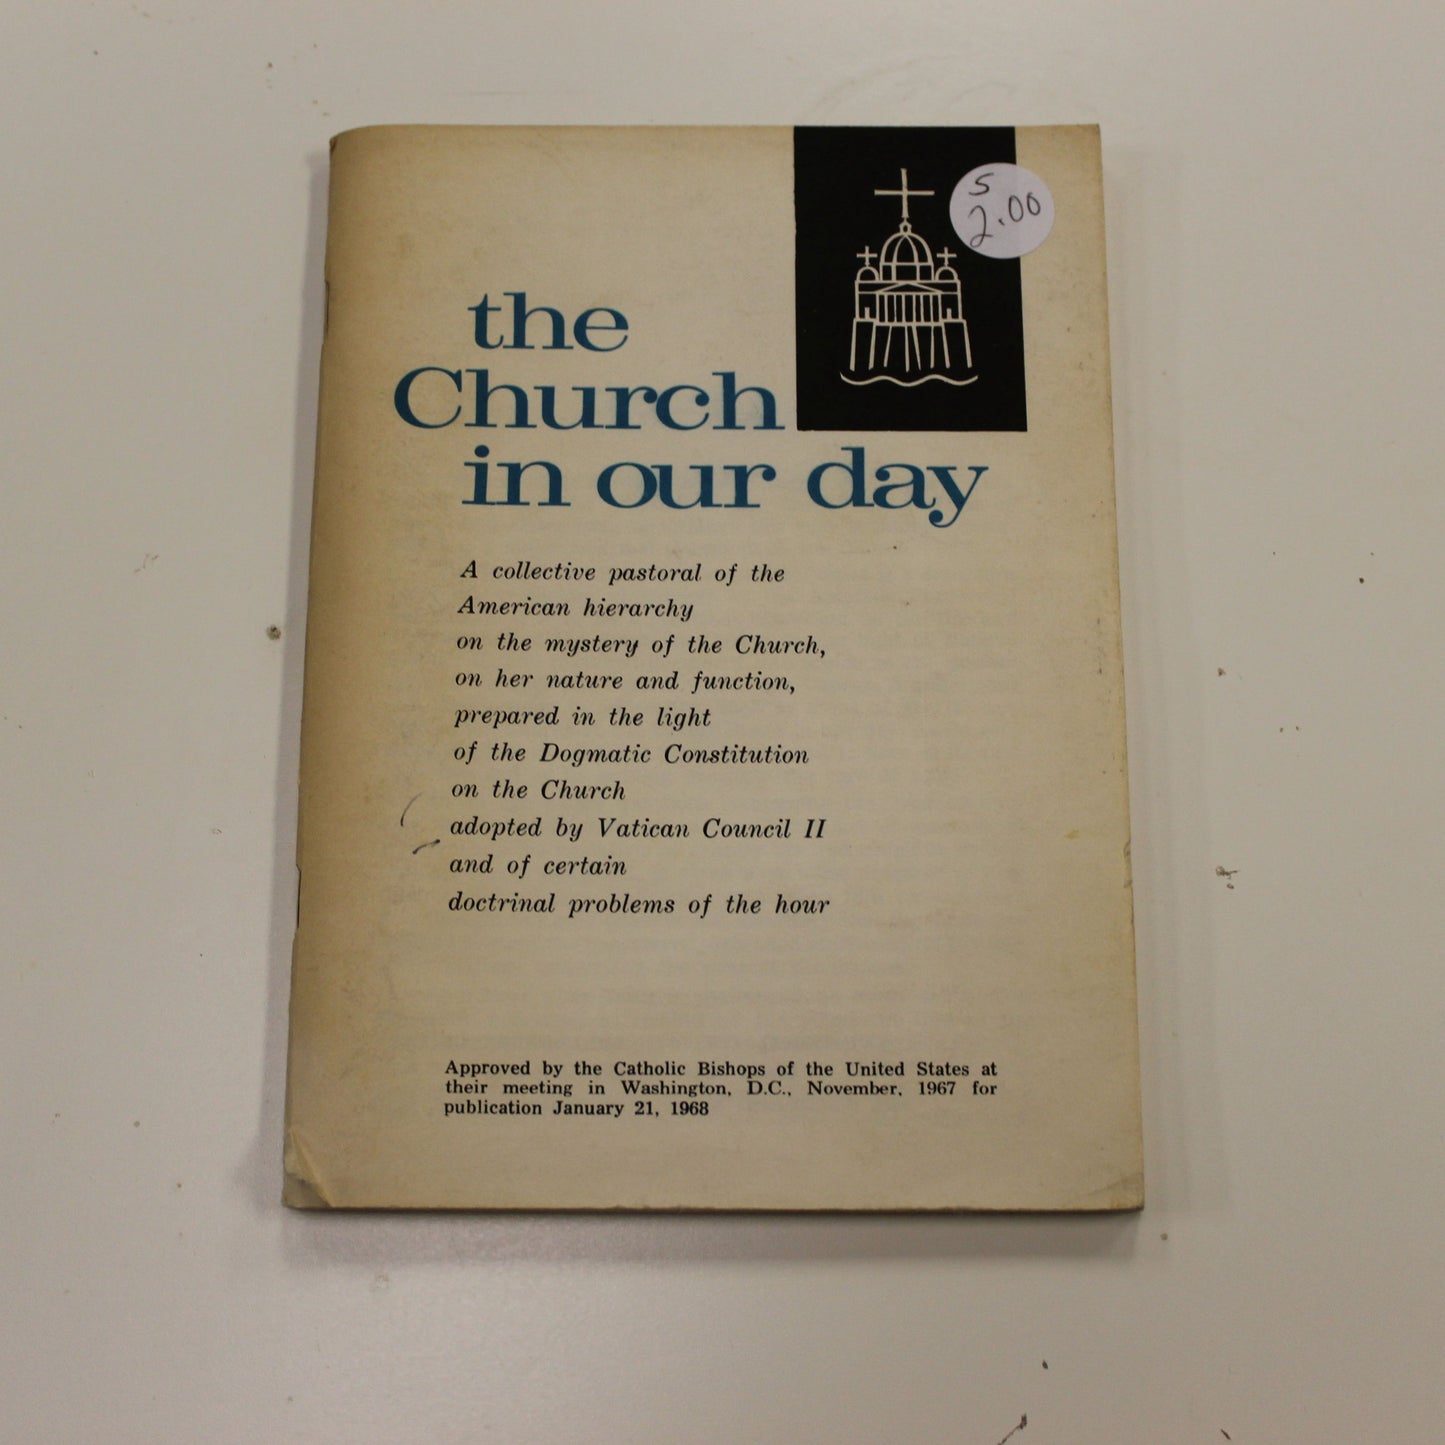 S
2.00
the
Church
in our day
A collective pastoral of the
American hierarchy
on the mystery of the Church,
on her nature and function,
prepared in the light
of the Dogmatic Constitution
on the Church
adopted by Vatican Council II
and of certain
doctrinal problems of the hour
Approved by the Catholic Bishops of the United States at
their meeting in Washington, D.C., November, 1967 for
publication January 21, 1968